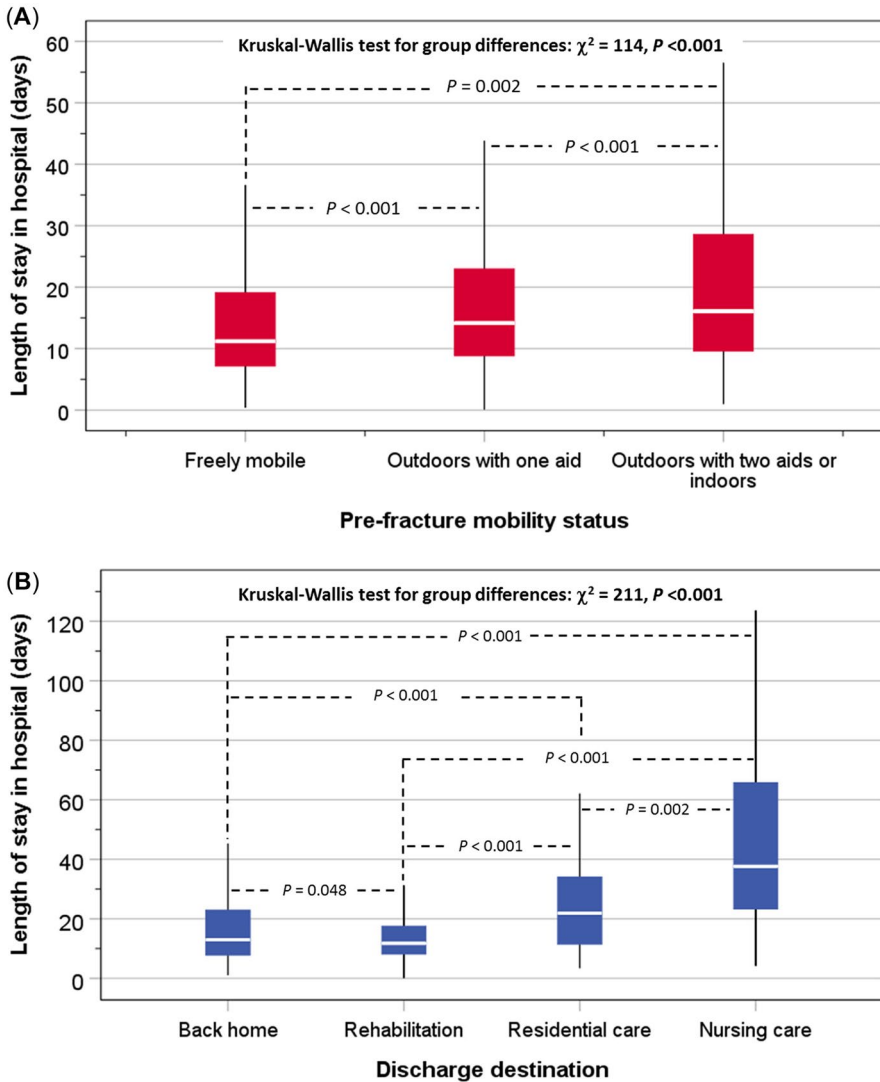 (A)
Kruskal-Wallis test for group differences: χ² = 114, P <0.001
Length of stay in hospital (days)
60
50
40
30
20
10
0
P = 0.002
P < 0.001
P < 0.001
Freely mobile
Outdoors with one aid
Outdoors with two aids or
indoors
Pre-fracture mobility status
(B)
Kruskal-Wallis test for group differences: χ² = 211, P <0.001
Length of stay in hospital (days)
120
100
80
60
40
20
0
P < 0.001
P < 0.001
P < 0.001
P = 0.002
P < 0.001
P = 0.048
Back home
Rehabilitation
Residential care
Nursing care
Discharge destination